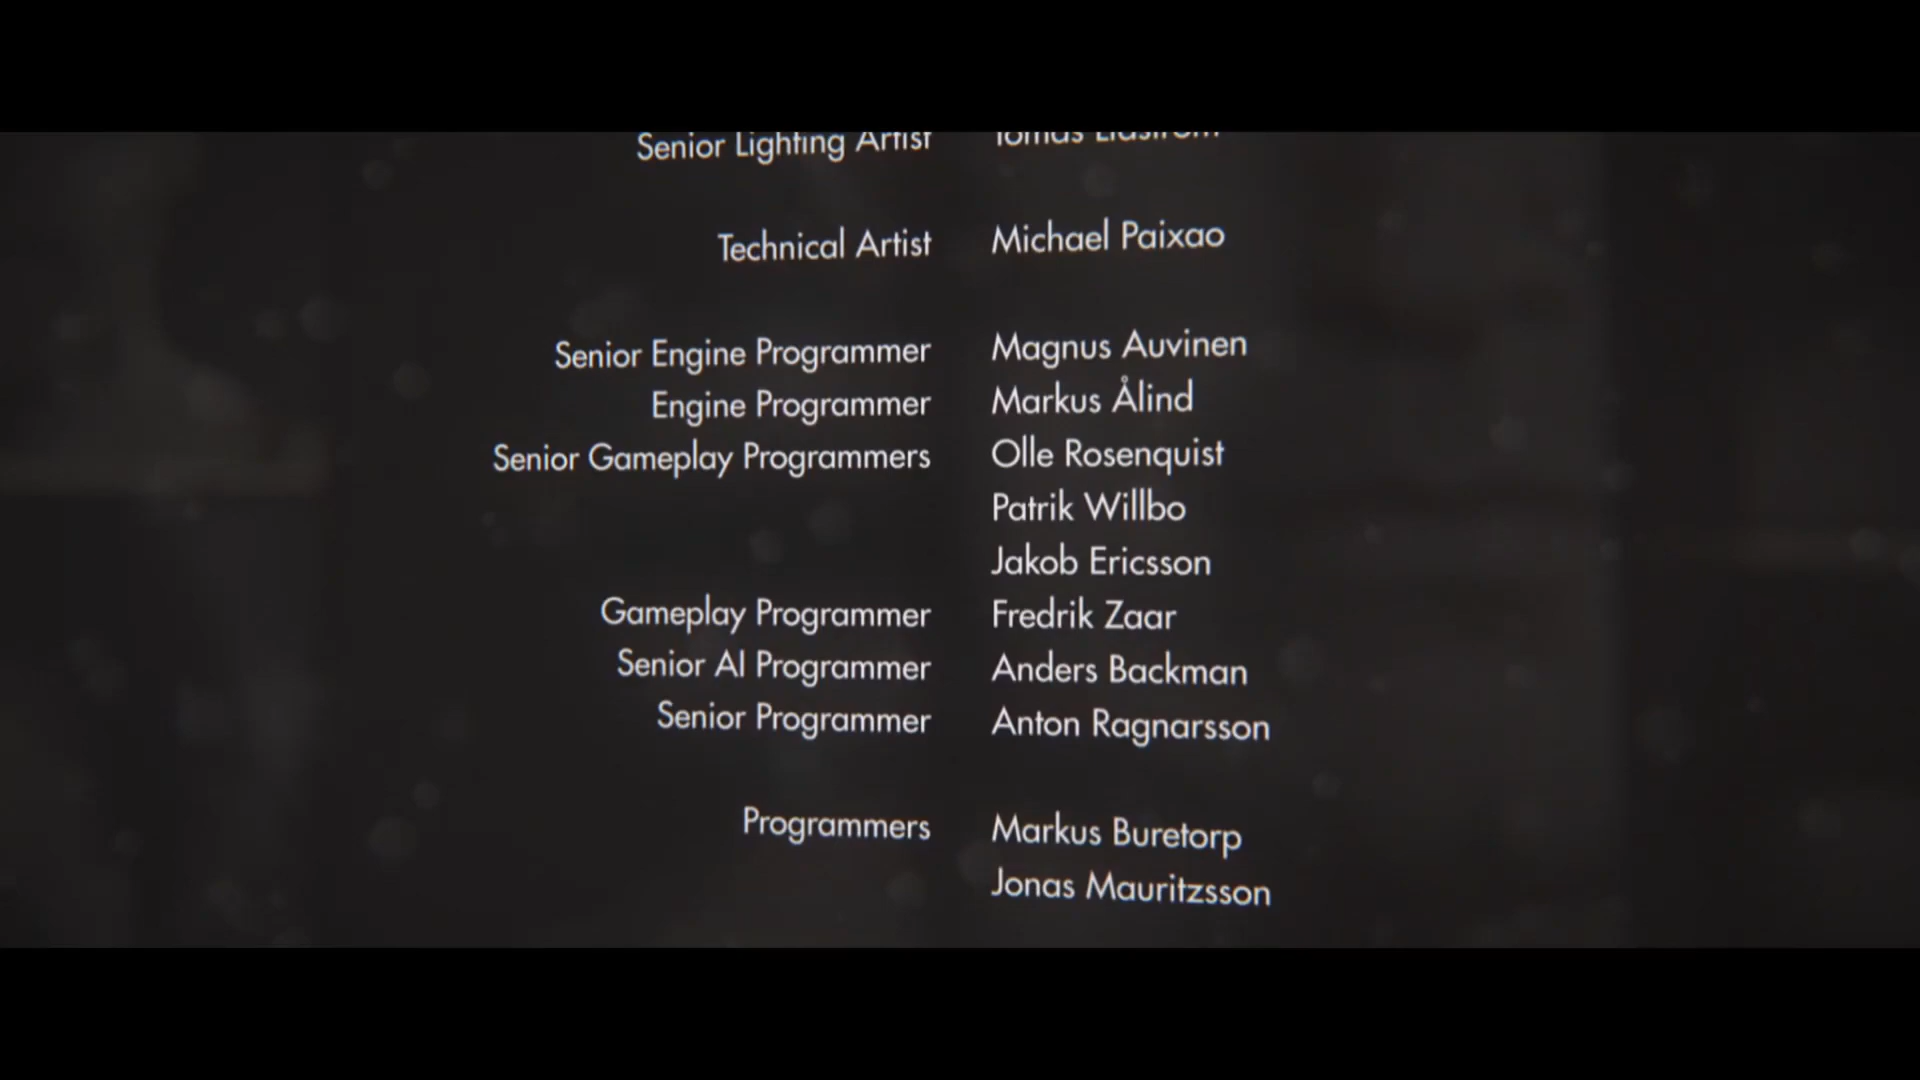 Senior Lighting Artist Tomas
Technical Artist Michael Paixao
Senior Engine Programmer Magnus Auvinen
Engine Programmer Markus Ålind
Senior Gameplay Programmers Olle Rosenquist
Patrik Willbo
Jakob Ericsson
Gameplay Programmer Fredrik Zaar
Senior AI Programmer Anders Backman
Senior Programmer Anton Ragnarsson
Programmers Markus Buretorp
Jonas Mauritzsson